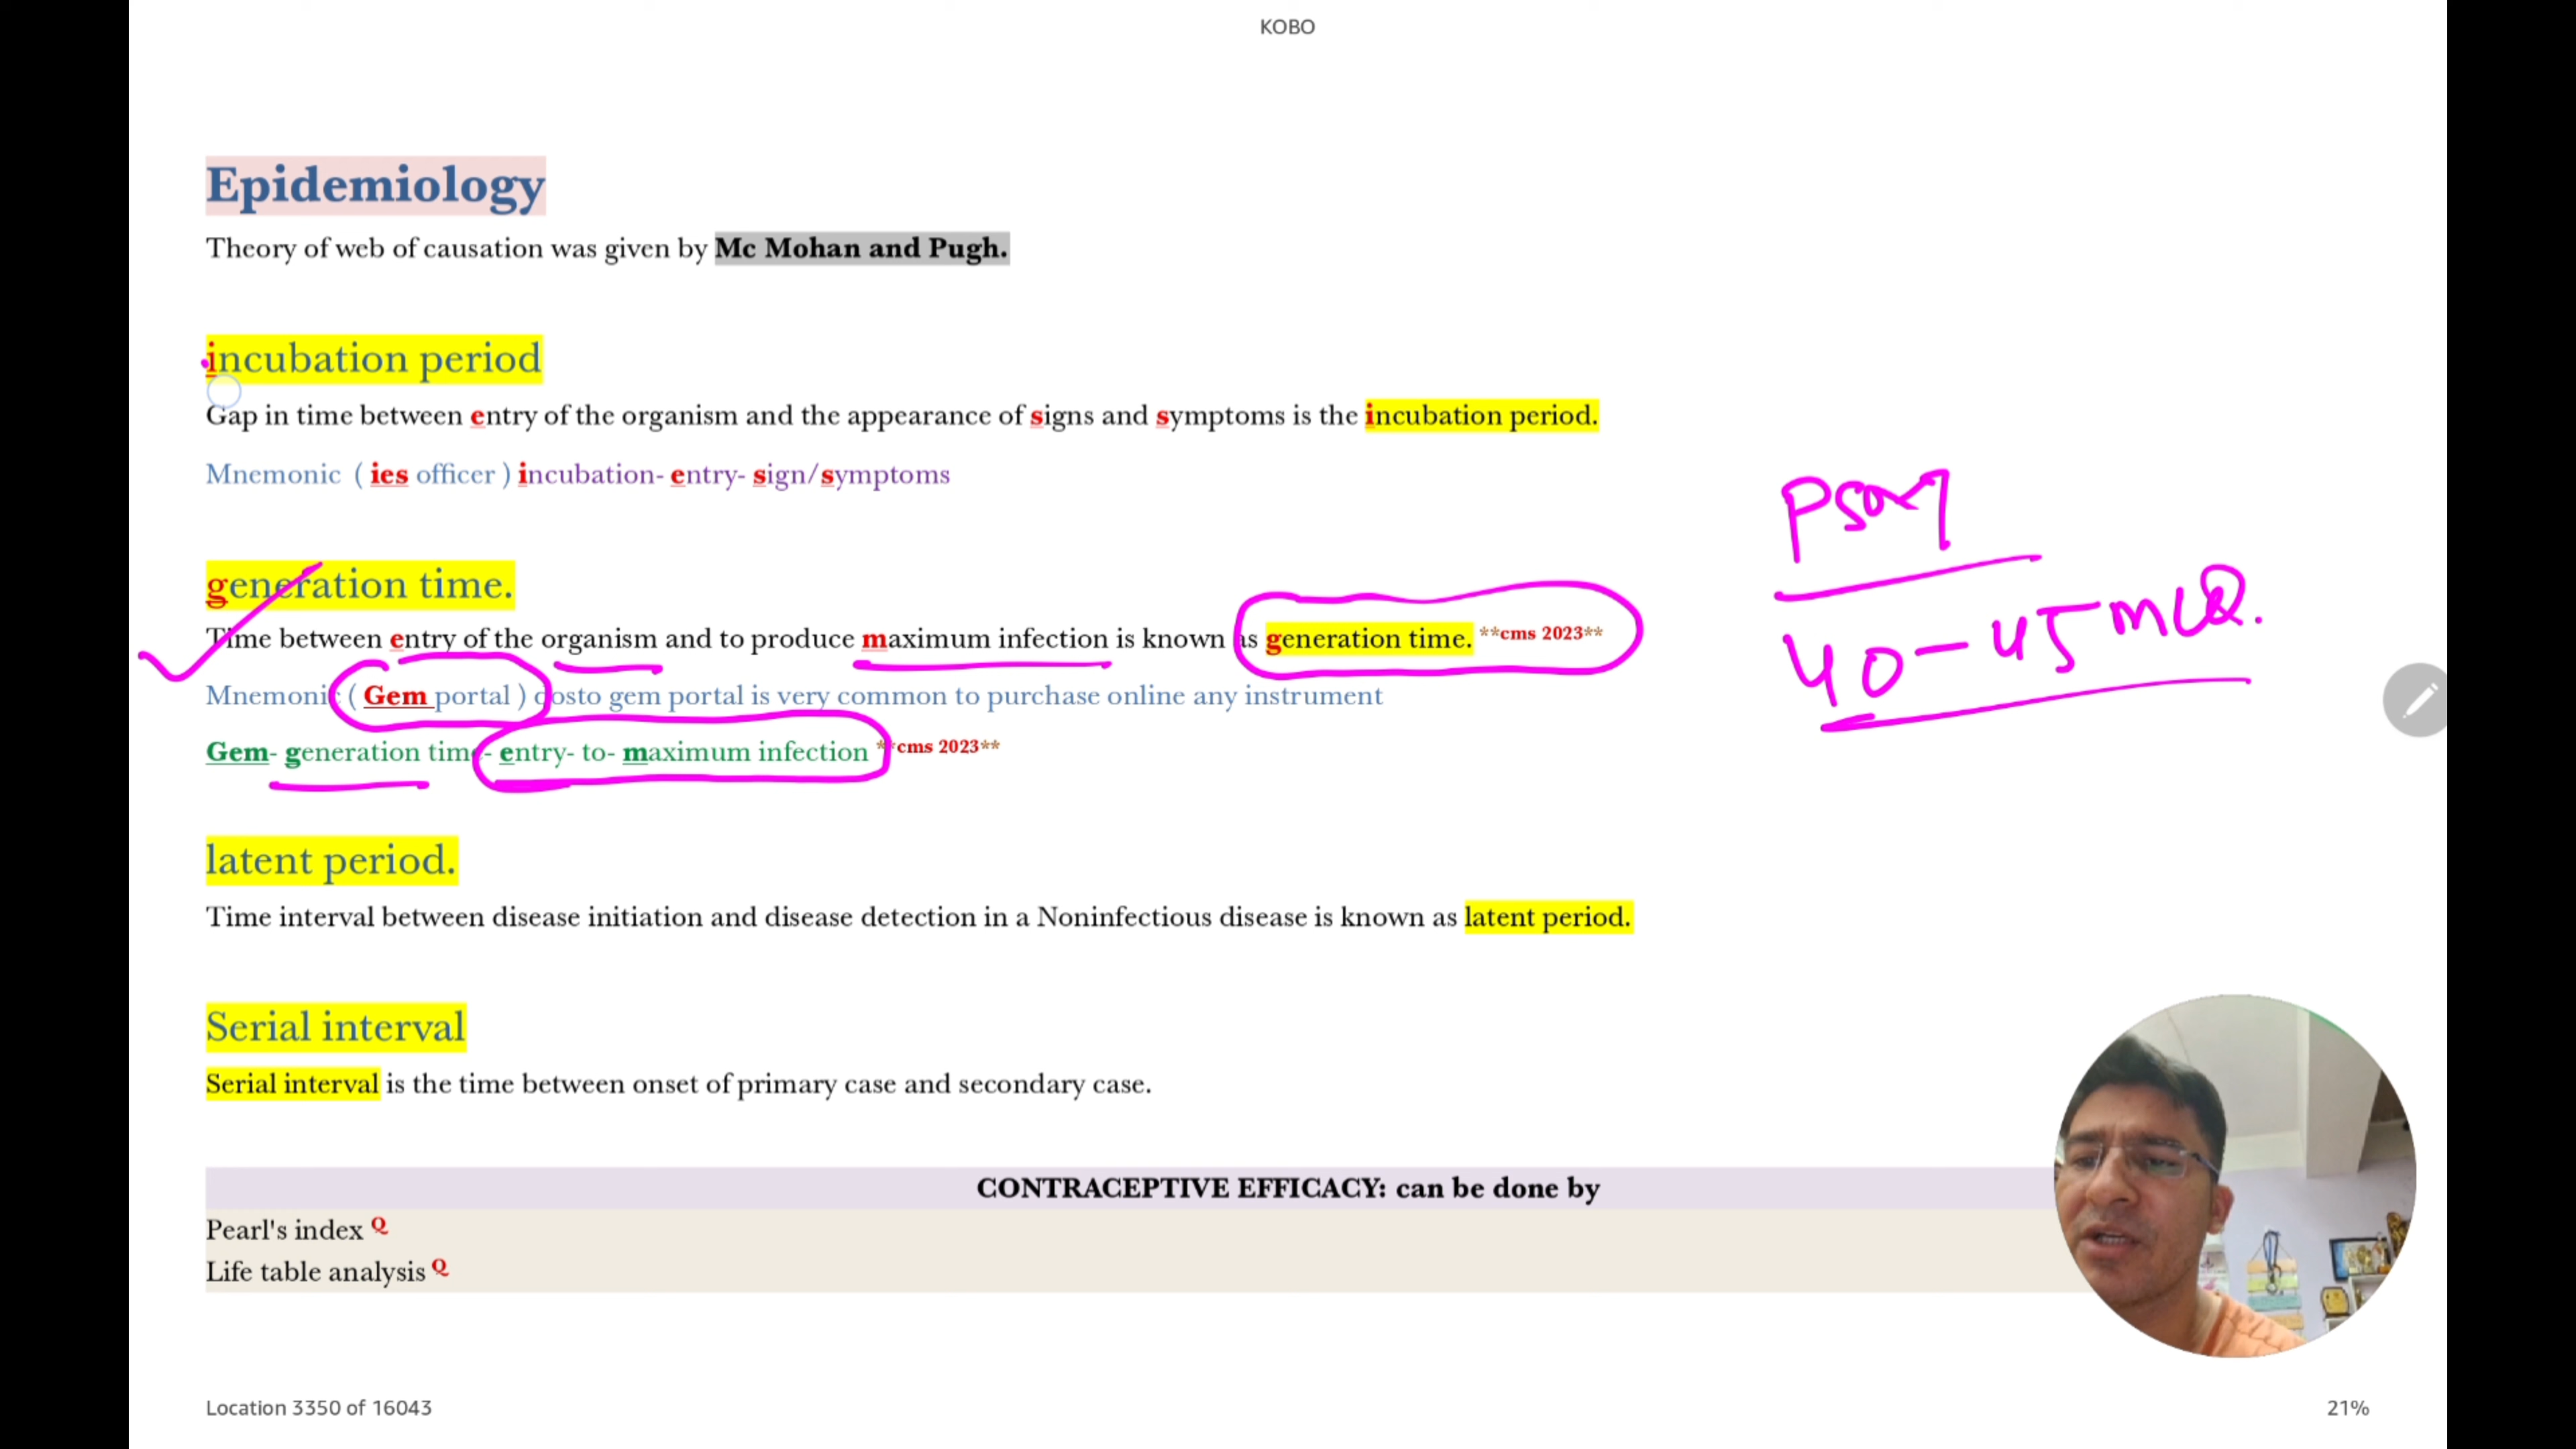 KOBO
Epidemiology
Theory of web of causation was given by Mc Mohan and Pugh.
incubation period
Gap in time between entry of the organism and the appearance of signs and symptoms is the incubation period.
Mnemonic ( ies officer ) incubation- entry- sign/symptoms
PSM
generation time.
40-45 MCQ.
Time between entry of the organism and to produce maximum infection is known as generation time. **cms 2023**
Mnemonic ( Gem portal ) dosto gem portal is very common to purchase online any instrument
Gem- generation time- entry- to- maximum infection **cms 2023**
latent period.
Time interval between disease initiation and disease detection in a Noninfectious disease is known as latent period.
Serial interval
Serial interval is the time between onset of primary case and secondary case.
CONTRACEPTIVE EFFICACY: can be done by
Pearl's index Q
Life table analysis Q
Location 3350 of 16043
21%